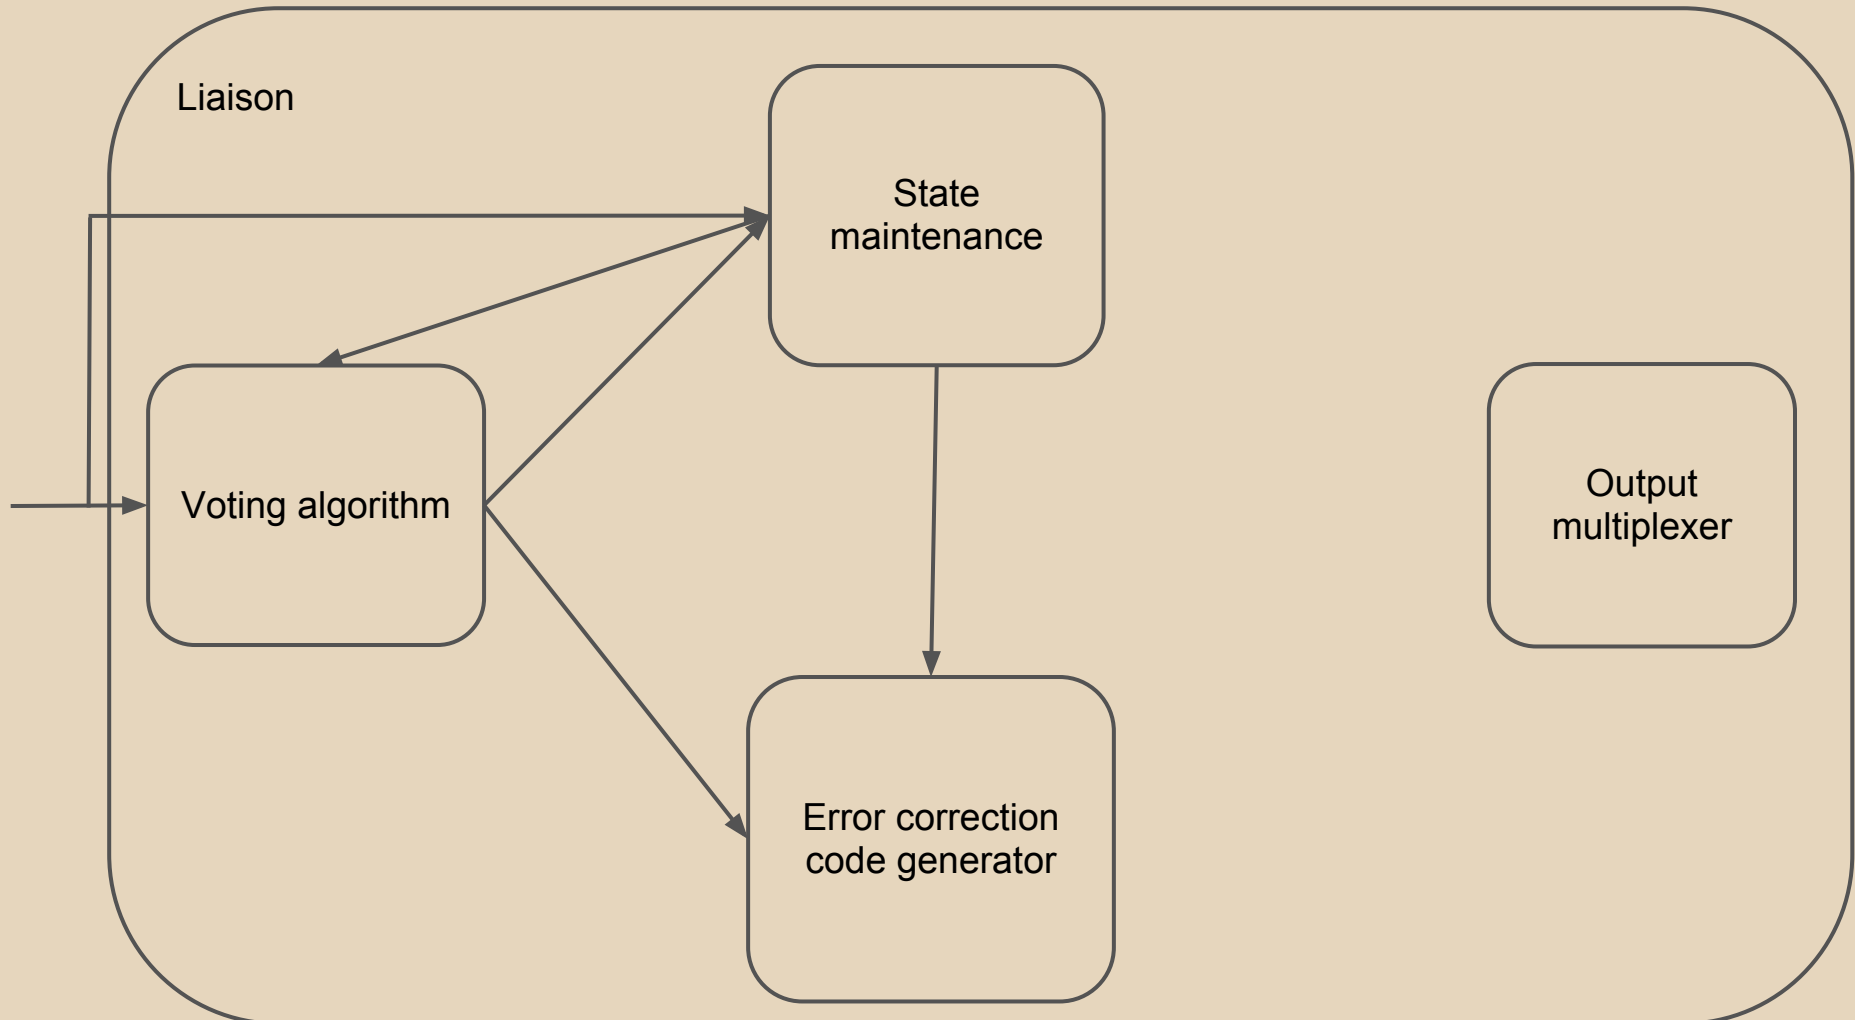 Liaison
State
maintenance
Voting algorithm
Output
multiplexer
Error correction
code generator